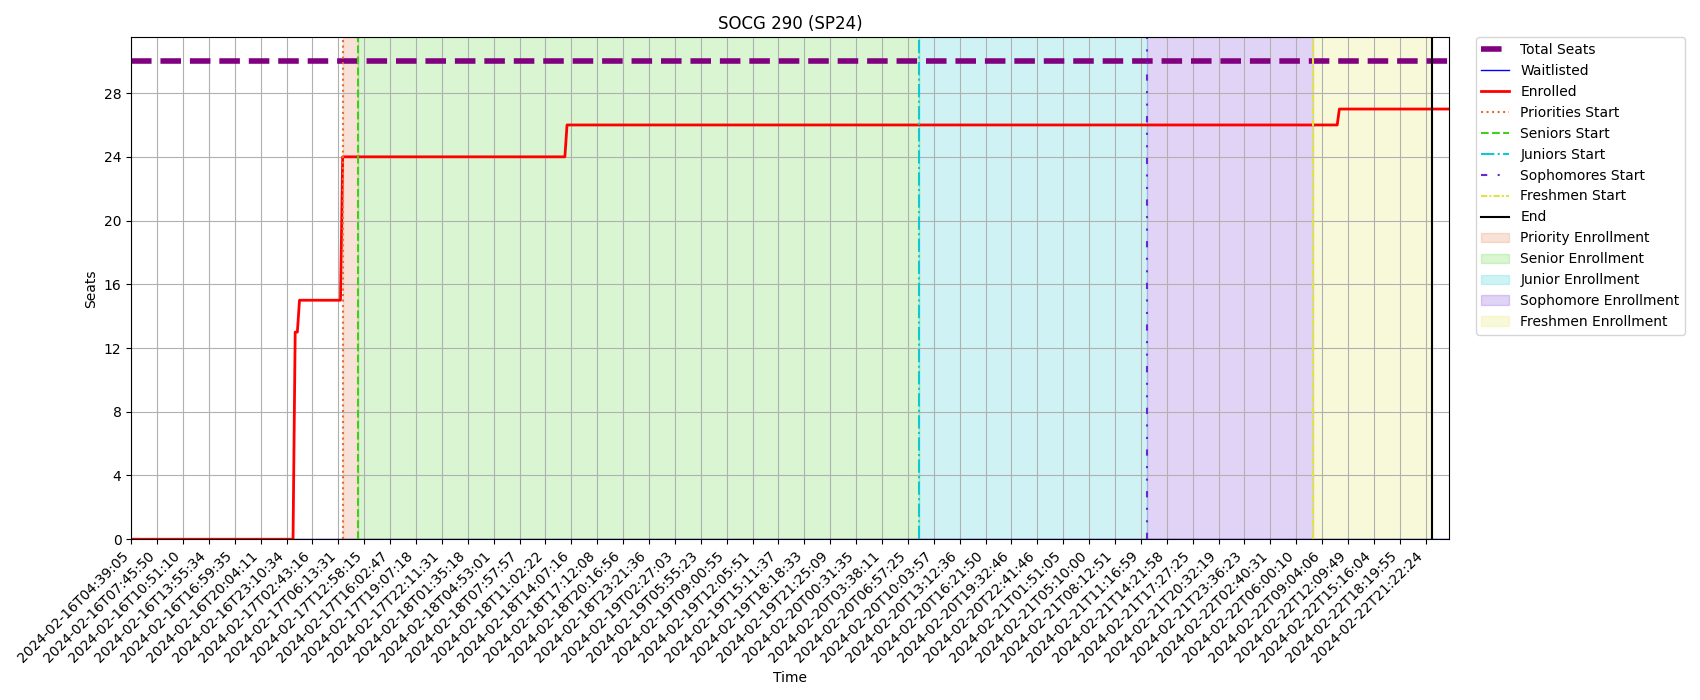 SOCG 290 (SP24)
Total Seats
Waitlisted
Enrolled
Priorities Start
Seniors Start
Juniors Start
Sophomores Start
Freshmen Start
End
Priority Enrollment
Senior Enrollment
Junior Enrollment
Sophomore Enrollment
Freshmen Enrollment
Seats
28
24
20
16
12
8
4
0
2024-02-16T04:39:05
2024-02-16T07:45:50
2024-02-16T10:51:10
2024-02-16T13:55:34
2024-02-16T16:59:35
2024-02-16T20:04:11
2024-02-16T23:10:34
2024-02-17T02:43:16
2024-02-17T06:13:31
2024-02-17T12:58:15
2024-02-17T16:02:47
2024-02-17T19:07:18
2024-02-17T22:11:31
2024-02-18T01:35:18
2024-02-18T04:53:01
2024-02-18T07:57:57
2024-02-18T11:02:22
2024-02-18T14:07:16
2024-02-18T17:12:08
2024-02-18T20:16:56
2024-02-18T23:21:36
2024-02-19T02:27:03
2024-02-19T05:55:23
2024-02-19T09:00:55
2024-02-19T12:05:51
2024-02-19T15:11:37
2024-02-19T18:18:33
2024-02-19T21:25:09
2024-02-20T00:31:35
2024-02-20T03:38:11
2024-02-20T06:57:25
2024-02-20T10:03:57
2024-02-20T13:12:36
2024-02-20T16:21:50
2024-02-20T19:32:46
2024-02-20T22:41:46
2024-02-21T01:51:05
2024-02-21T05:10:00
2024-02-21T08:12:51
2024-02-21T11:16:59
2024-02-21T14:21:58
2024-02-21T17:27:25
2024-02-21T20:32:19
2024-02-21T23:36:23
2024-02-22T02:40:31
2024-02-22T06:00:10
2024-02-22T09:04:06
2024-02-22T12:09:49
2024-02-22T15:16:04
2024-02-22T18:19:55
2024-02-22T21:22:24
Time